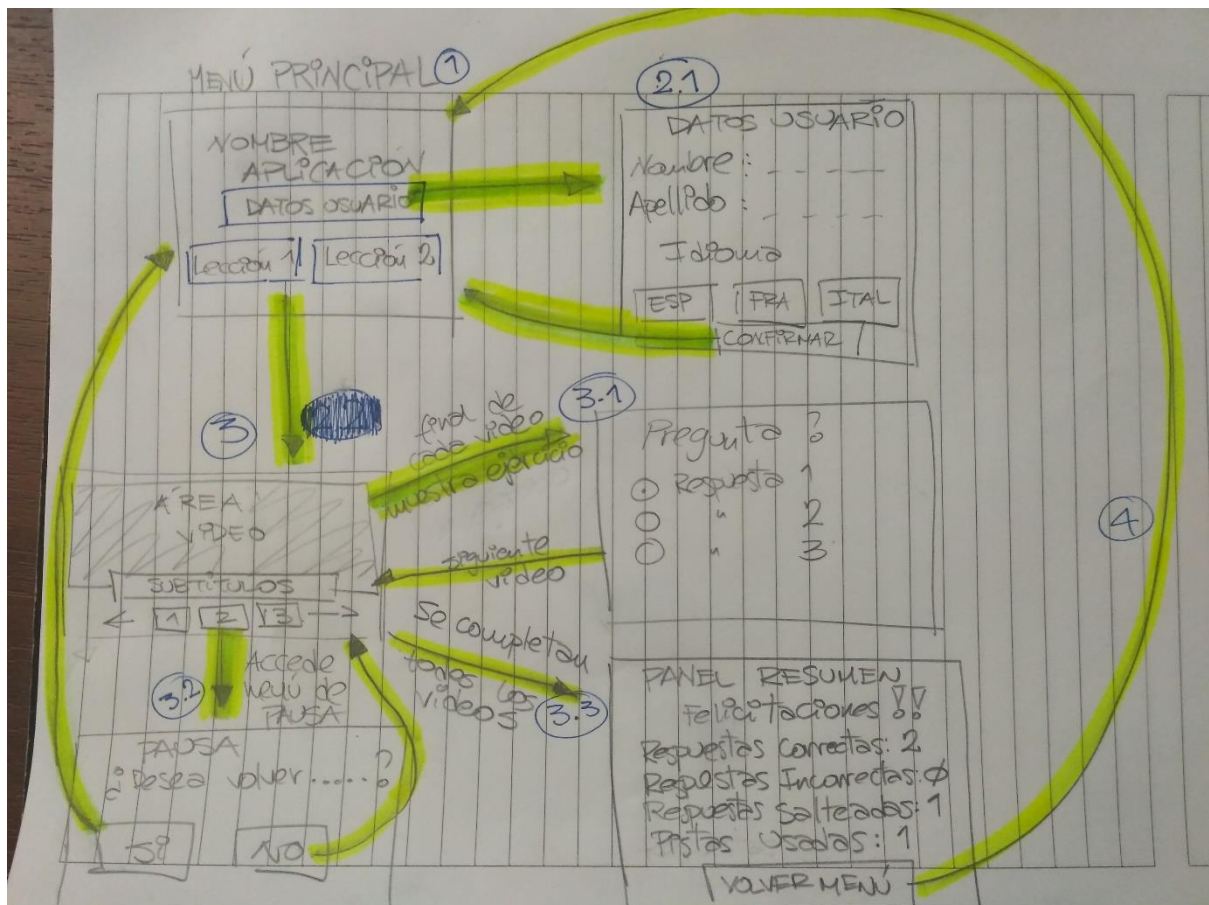 MENÚ PRINCIPAL 1
NOMBRE
APLICACIÓN
DATOS USUARIO
Lección 1 Lección 2
2.1
DATOS USUARIO
Nombre : _ _ _ _
Apellido : _ _ _ _
Idioma
ESP FRA ITAL
CONFIRMAR
3
ÁREA
VIDEO
SUBTÍTULOS
← 1 2 3 →
final de
cada video
muestra ejercicio
3.1
Pregunta ?
Respuesta 1
" 2
" 3
siguiente
video
Se completan
todos los
videos
3.2
Accede
menú de
PAUSA
PAUSA
¿Desea volver.....?
Si NO
3.3
PANEL RESUMEN
Felicitaciones !!
Respuestas Correctas: 2
Respuestas Incorrectas: Ø
Respuestas Salteadas: 1
Pistas Usadas: 1
VOLVER MENÚ
4